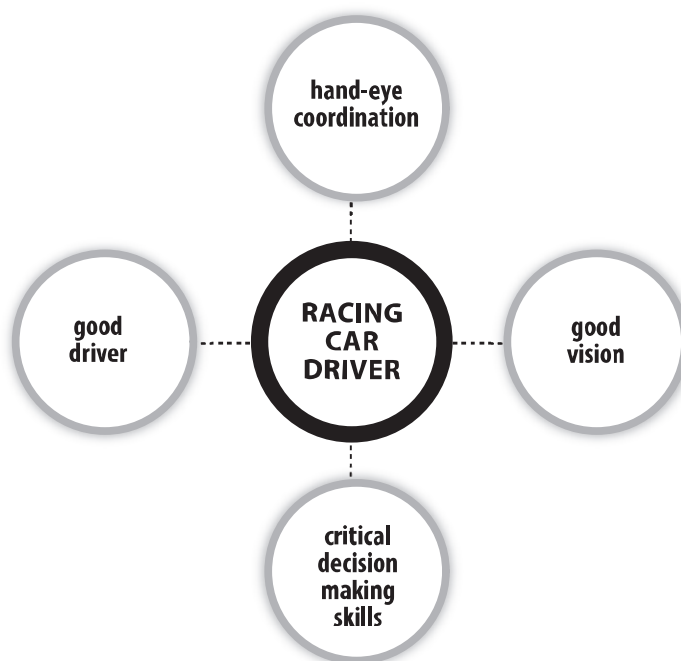 hand-eye
coordination
good
driver
RACING
CAR
DRIVER
good
vision
critical
decision
making
skills